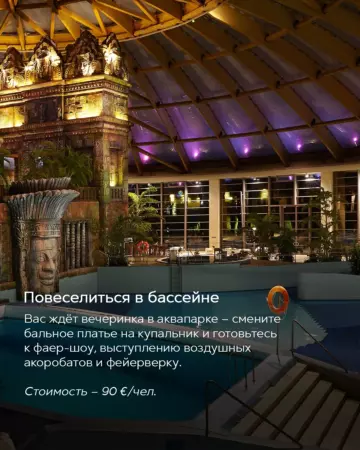 Повеселиться в бассейне
Вас ждёт вечеринка в аквапарке – смените
бальное платье на купальник и готовьтесь
к фаер-шоу, выступлению воздушных
акоробатов и фейерверку.
Стоимость – 90 €/чел.